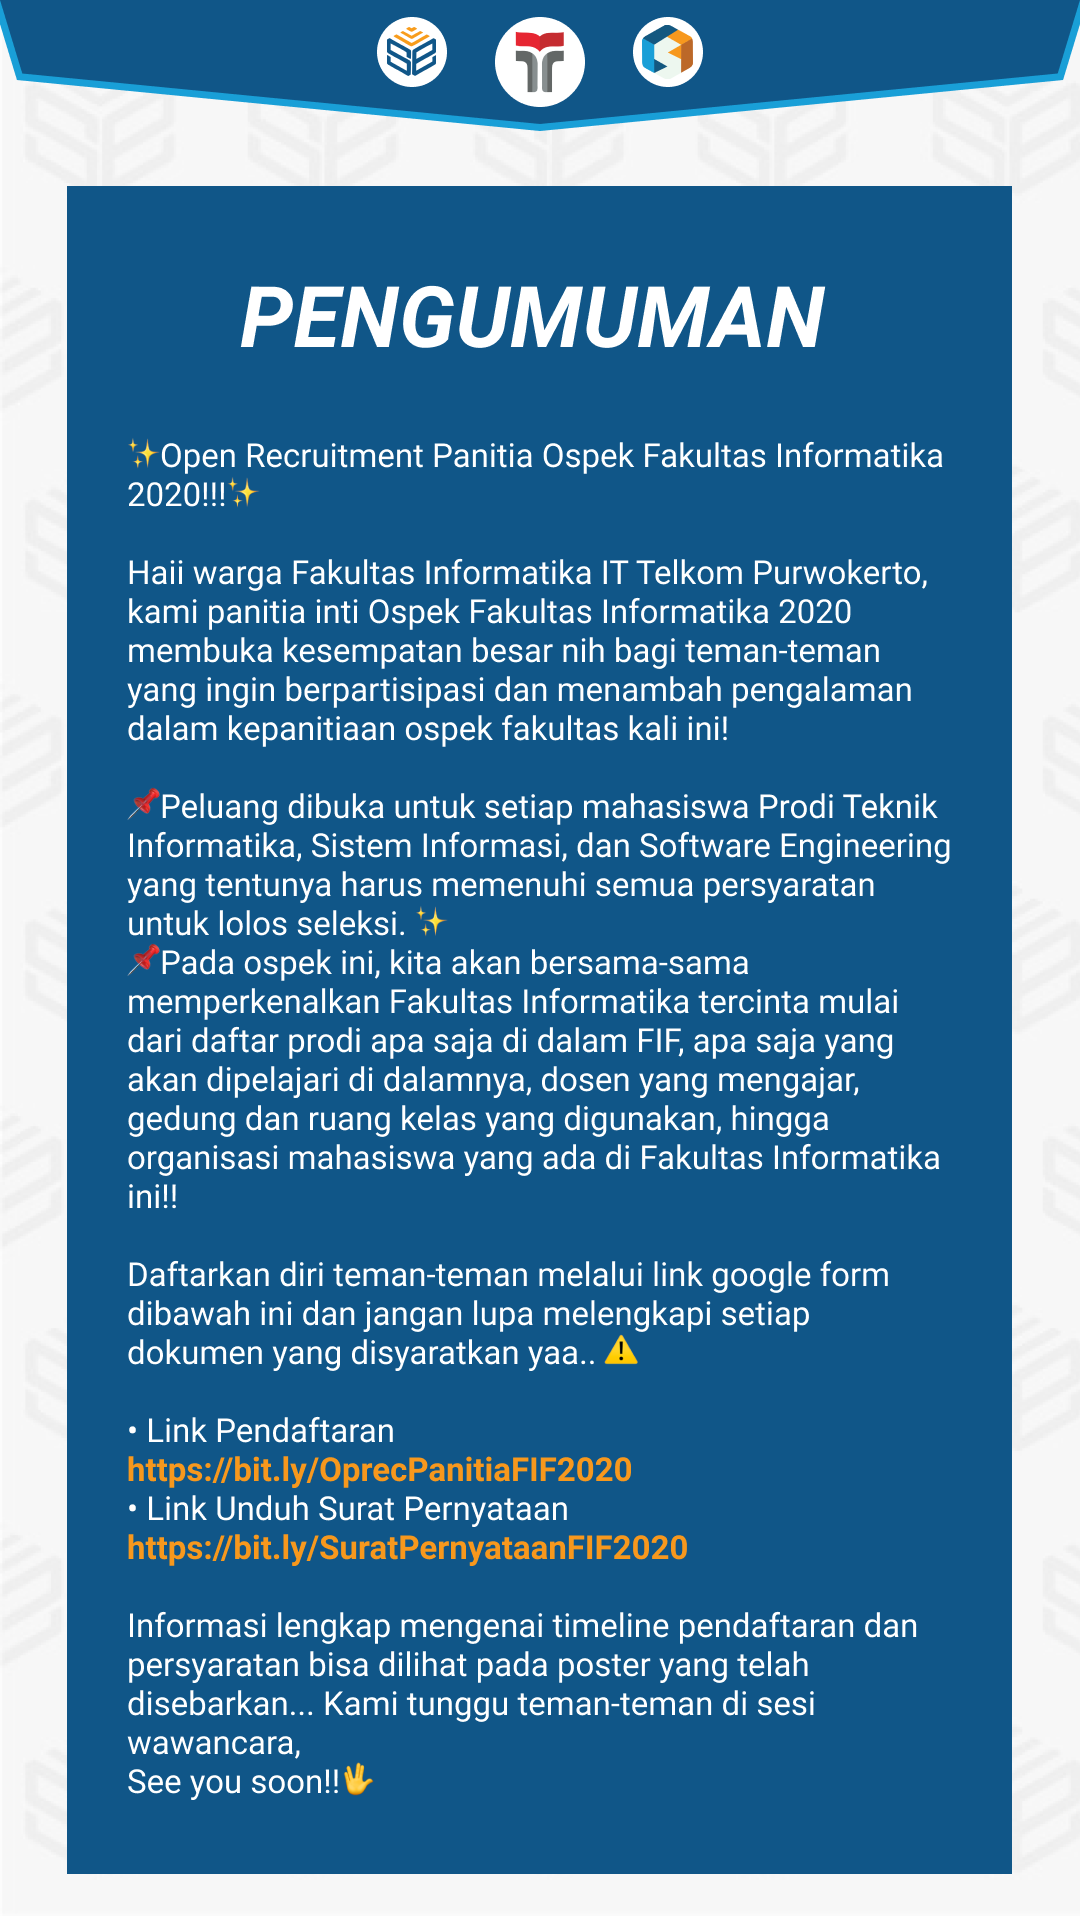 PENGUMUMAN
✨Open Recruitment Panitia Ospek Fakultas Informatika
2020!!!✨
Haii warga Fakultas Informatika IT Telkom Purwokerto,
kami panitia inti Ospek Fakultas Informatika 2020
membuka kesempatan besar nih bagi teman-teman
yang ingin berpartisipasi dan menambah pengalaman
dalam kepanitiaan ospek fakultas kali ini!
📌Peluang dibuka untuk setiap mahasiswa Prodi Teknik
Informatika, Sistem Informasi, dan Software Engineering
yang tentunya harus memenuhi semua persyaratan
untuk lolos seleksi. ✨
📌Pada ospek ini, kita akan bersama-sama
memperkenalkan Fakultas Informatika tercinta mulai
dari daftar prodi apa saja di dalam FIF, apa saja yang
akan dipelajari di dalamnya, dosen yang mengajar,
gedung dan ruang kelas yang digunakan, hingga
organisasi mahasiswa yang ada di Fakultas Informatika
ini!!
Daftarkan diri teman-teman melalui link google form
dibawah ini dan jangan lupa melengkapi setiap
dokumen yang disyaratkan yaa.. ⚠️
• Link Pendaftaran
https://bit.ly/OprecPanitiaFIF2020
• Link Unduh Surat Pernyataan
https://bit.ly/SuratPernyataanFIF2020
Informasi lengkap mengenai timeline pendaftaran dan
persyaratan bisa dilihat pada poster yang telah
disebarkan... Kami tunggu teman-teman di sesi
wawancara,
See you soon!!🖖